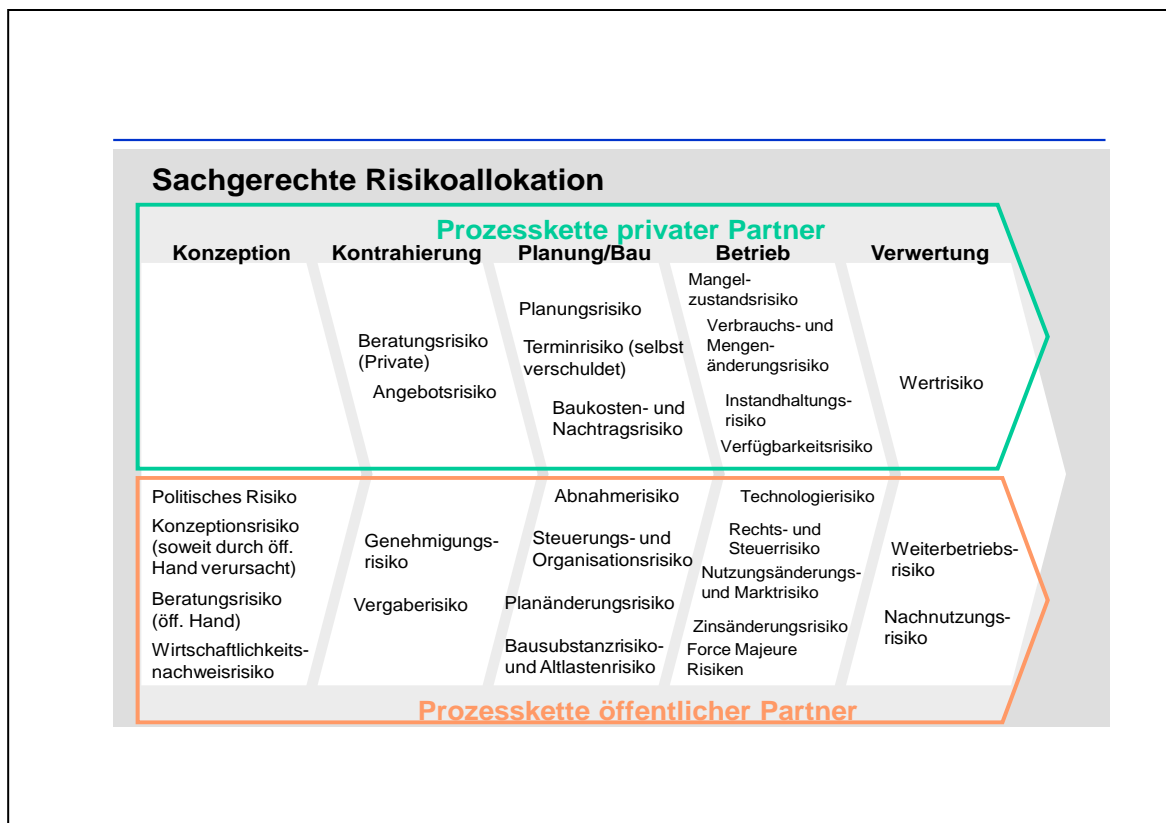 Sachgerechte Risikoallokation
Prozesskette privater Partner
Konzeption
Kontrahierung
Planung/Bau
Betrieb
Verwertung
Beratungsrisiko
(Private)
Angebotsrisiko
Planungsrisiko
Terminrisiko (selbst
verschuldet)
Baukosten- und
Nachtragsrisiko
Mangel-
zustandsrisiko
Verbrauchs- und
Mengen-
änderungsrisiko
Instandhaltungs-
risiko
Verfügbarkeitsrisiko
Wertrisiko
Politisches Risiko
Konzeptionsrisiko
(soweit durch öff.
Hand verursacht)
Beratungsrisiko
(öff. Hand)
Wirtschaftlichkeits-
nachweisrisiko
Genehmigungs-
risiko
Vergaberisiko
Abnahmerisiko
Steuerungs- und
Organisationsrisiko
Planänderungsrisiko
Bausubstanzrisiko-
und Altlastenrisiko
Technologierisiko
Rechts- und
Steuerrisiko
Nutzungsänderungs-
und Marktrisiko
Zinsänderungsrisiko
Force Majeure
Risiken
Weiterbetriebs-
risiko
Nachnutzungs-
risiko
Prozesskette öffentlicher Partner